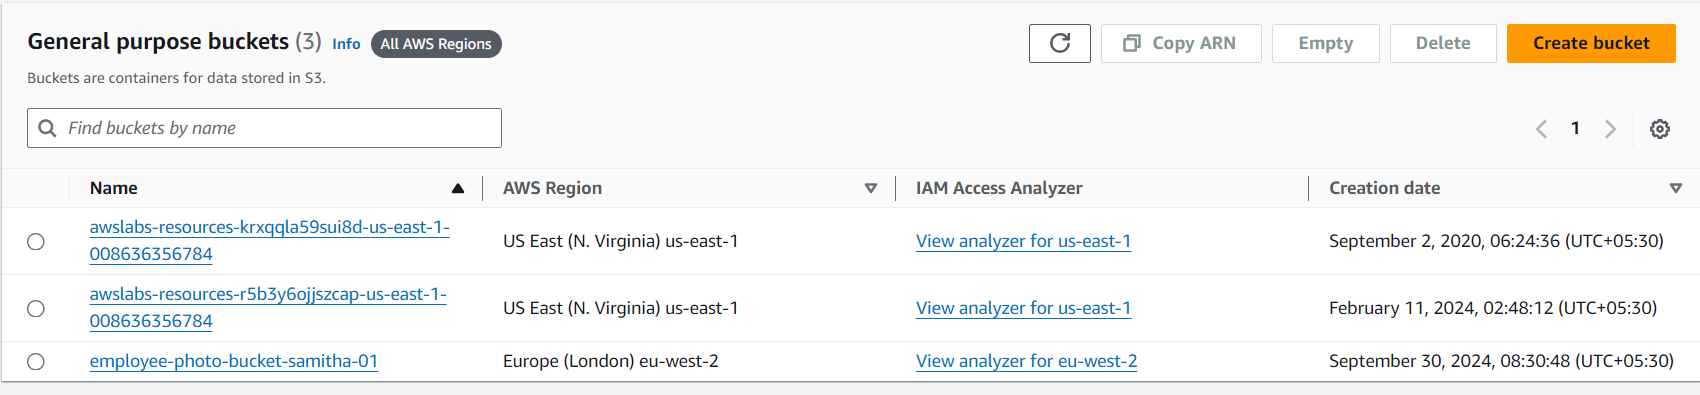 General purpose buckets (3) Info All AWS Regions
Copy ARN Empty Delete Create bucket
Buckets are containers for data stored in S3.
Find buckets by name
1
Name AWS Region IAM Access Analyzer Creation date
awslabs-resources-krxqqla59sui8d-us-east-1-
008636356784
US East (N. Virginia) us-east-1 View analyzer for us-east-1 September 2, 2020, 06:24:36 (UTC+05:30)
awslabs-resources-r5b3y6ojjszcap-us-east-1-
008636356784
US East (N. Virginia) us-east-1 View analyzer for us-east-1 February 11, 2024, 02:48:12 (UTC+05:30)
employee-photo-bucket-samitha-01 Europe (London) eu-west-2 View analyzer for eu-west-2 September 30, 2024, 08:30:48 (UTC+05:30)